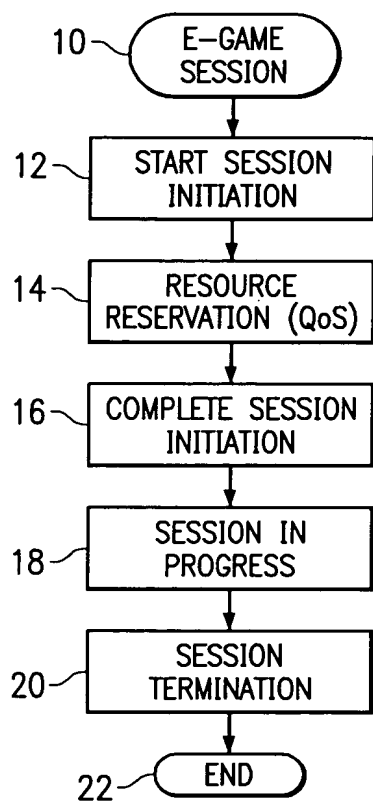 10
E-GAME
SESSION
12
START SESSION
INITIATION
14
RESOURCE
RESERVATION (QoS)
16
COMPLETE SESSION
INITIATION
18
SESSION IN
PROGRESS
20
SESSION
TERMINATION
22
END